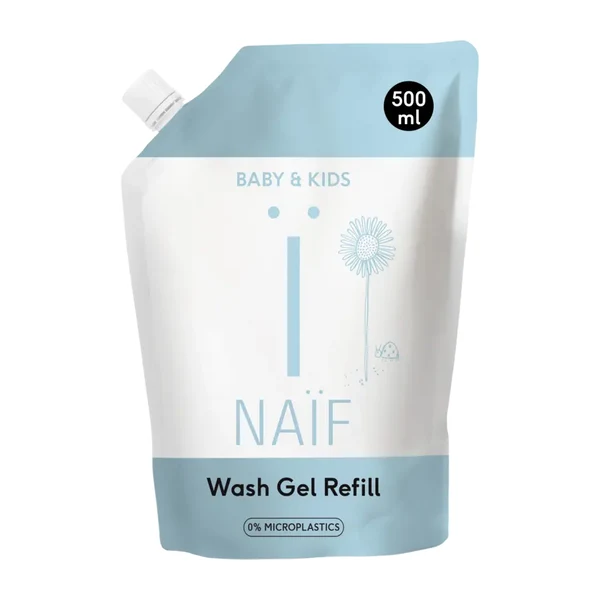 500
ml
BABY & KIDS
Ï
NAÏF
Wash Gel Refill
0% MICROPLASTICS